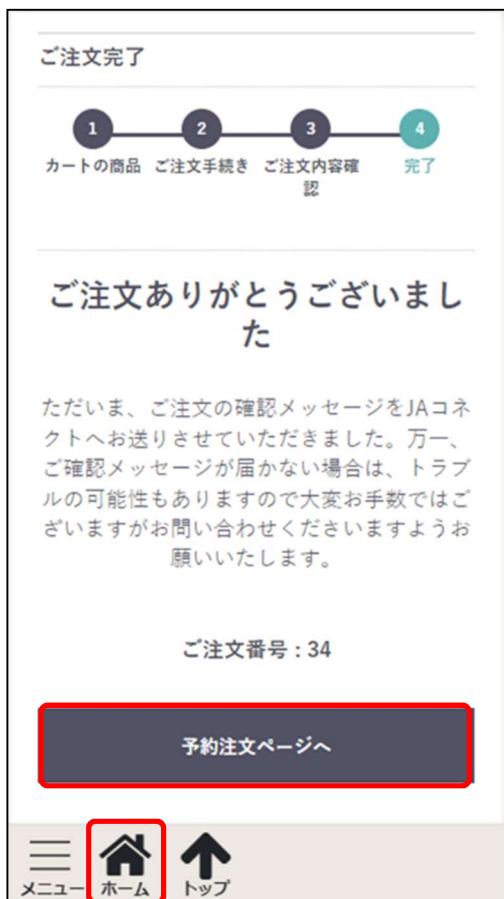 ご注文完了
1 2 3 4
カートの商品 ご注文手続き ご注文内容確 完了
認
ご注文ありがとうございまし
た
ただいま、ご注文の確認メッセージをJAコネ
クトへお送りさせていただきました。万一、
ご確認メッセージが届かない場合は、トラブ
ルの可能性もありますので大変お手数ではご
ざいますがお問い合わせくださいますようお
願いいたします。
ご注文番号 : 34
予約注文ページへ
メニュー ホーム トップ